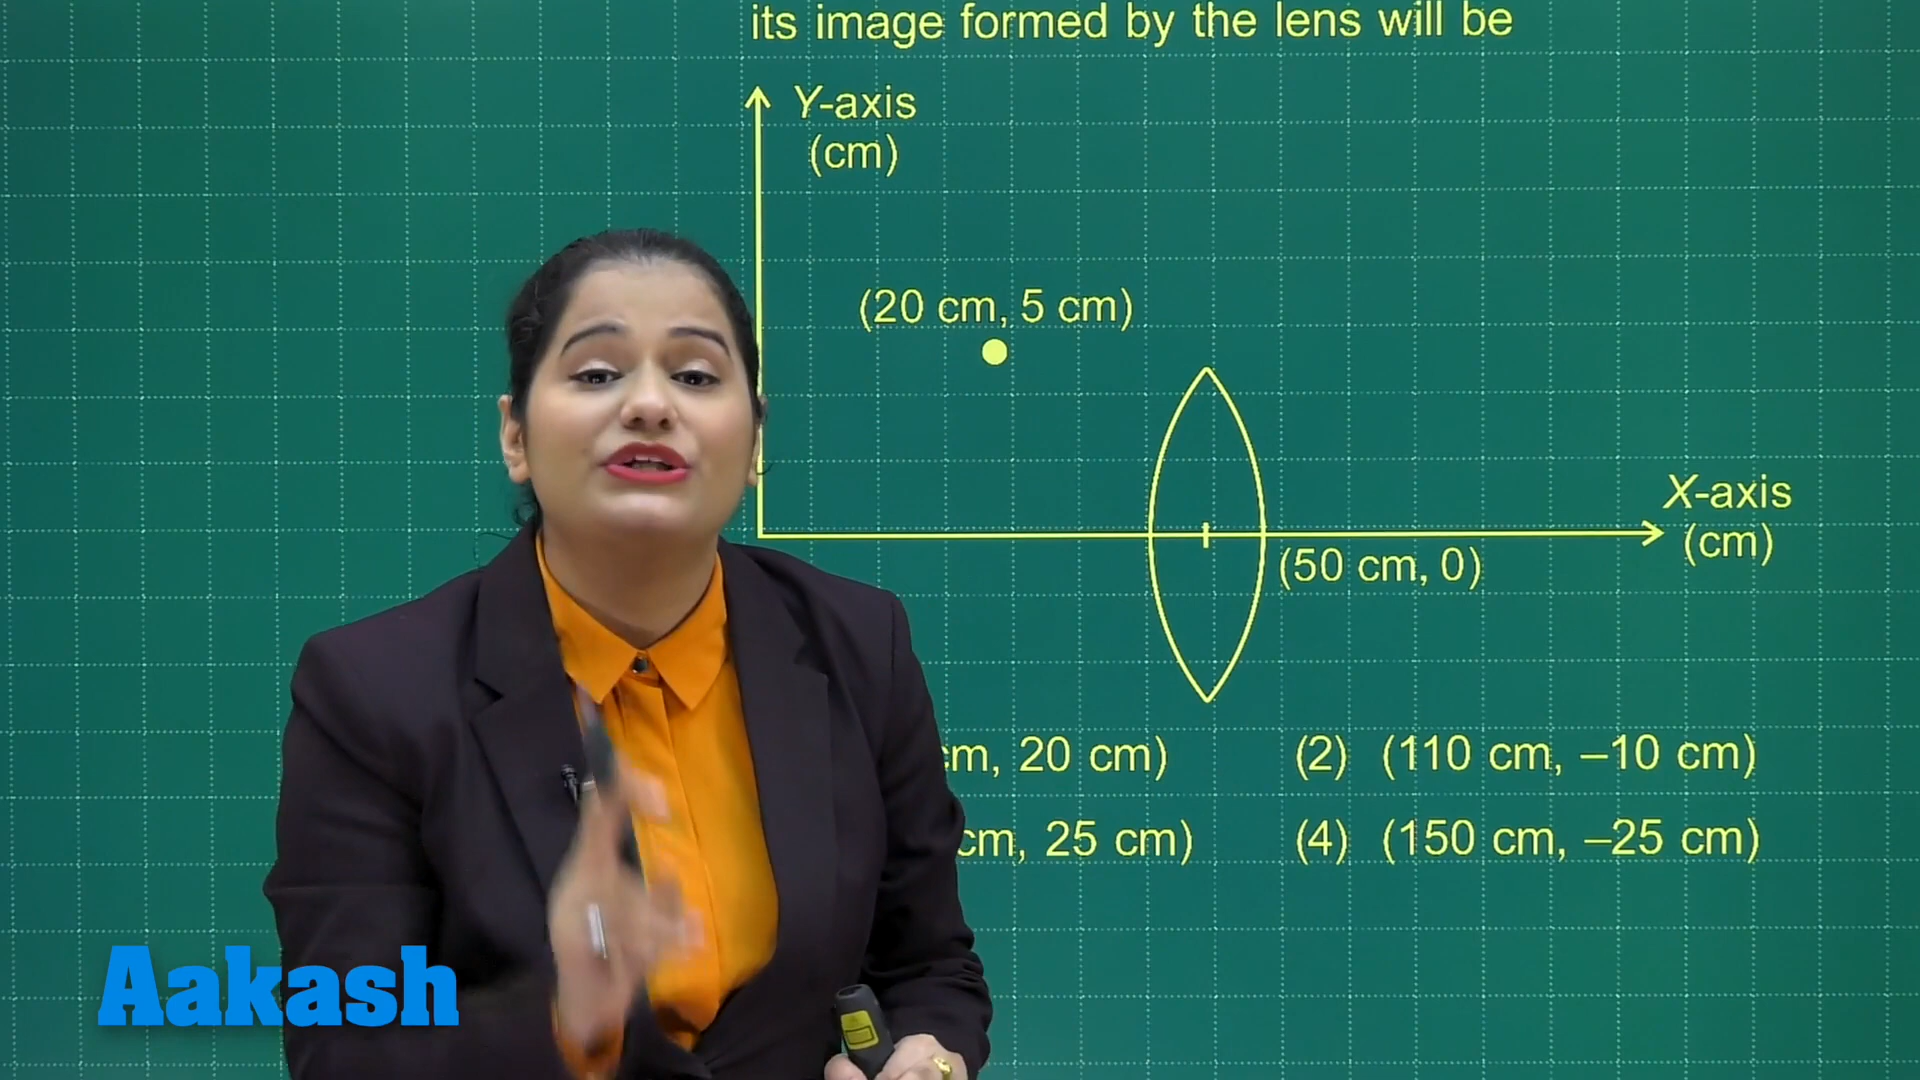 its image formed by the lens will be
Y-axis
(cm)
(20 cm, 5 cm)
X-axis
(cm)
(50 cm, 0)
cm, 20 cm) (2) (110 cm, –10 cm)
cm, 25 cm) (4) (150 cm, –25 cm)
Aakash